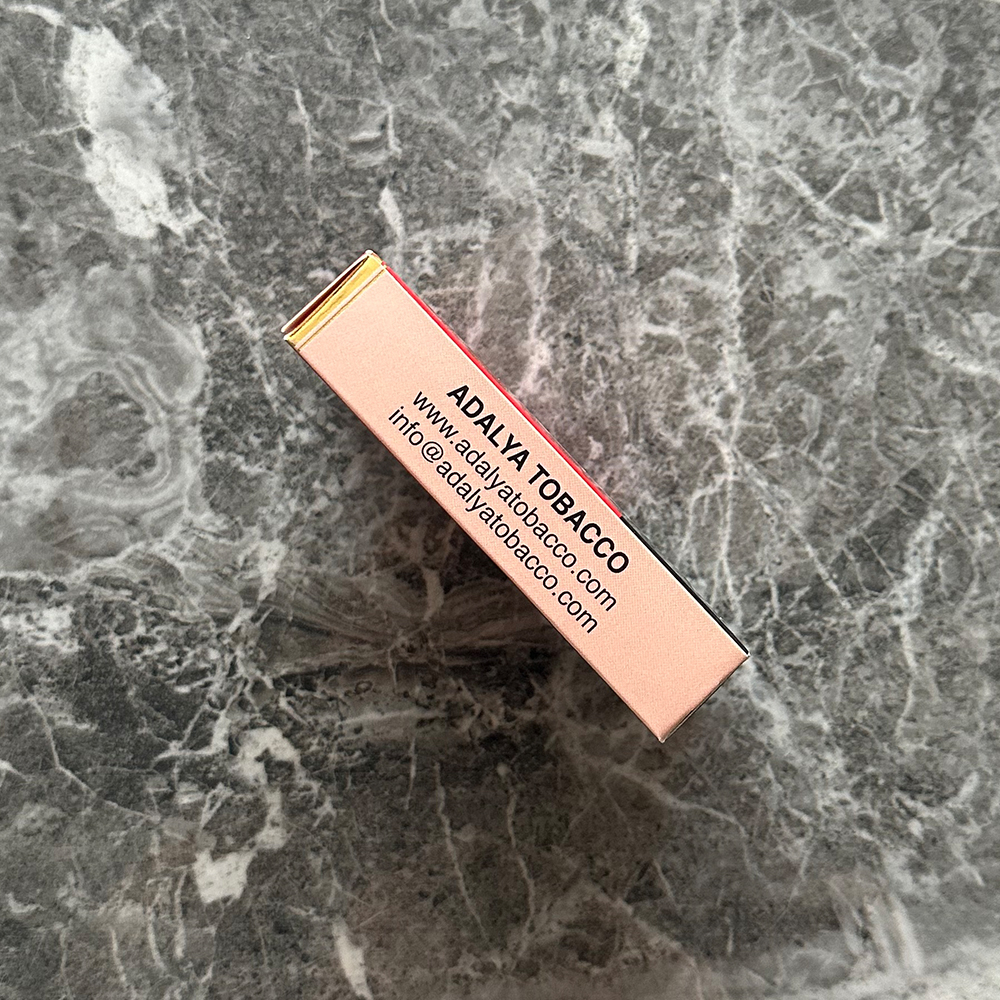 ADALYA TOBACCO
www.adalyatobacco.com
info@adalyatobacco.com